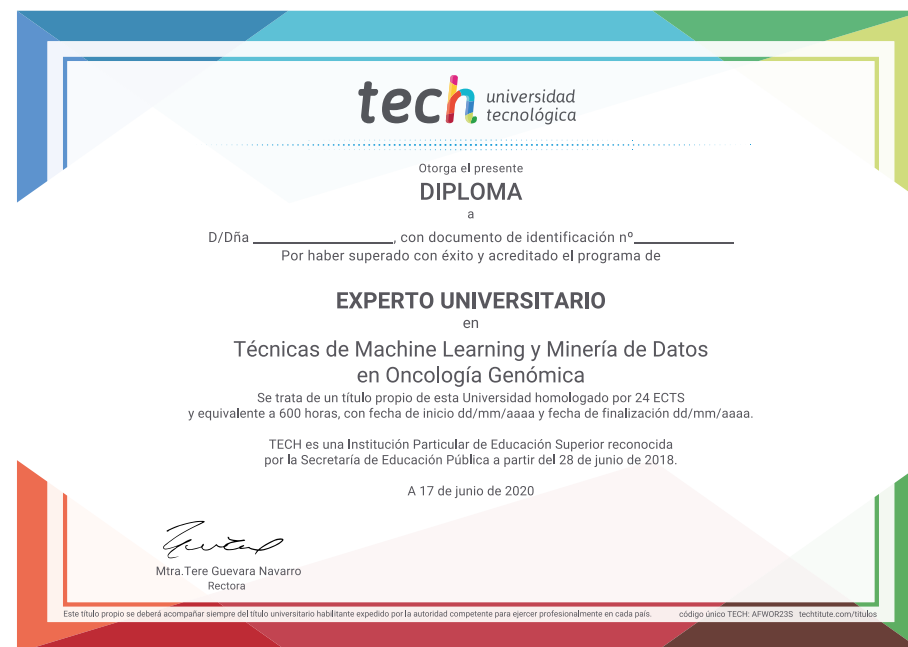 tech universidad
tecnológica
Otorga el presente
DIPLOMA
a
D/Dña ____________, con documento de identificación nº____________
Por haber superado con éxito y acreditado el programa de
EXPERTO UNIVERSITARIO
en
Técnicas de Machine Learning y Minería de Datos
en Oncología Genómica
Se trata de un título propio de esta Universidad homologado por 24 ECTS
y equivalente a 600 horas, con fecha de inicio dd/mm/aaaa y fecha de finalización dd/mm/aaaa.
TECH es una Institución Particular de Educación Superior reconocida
por la Secretaría de Educación Pública a partir del 28 de junio de 2018.
A 17 de junio de 2020
Mtra.Tere Guevara Navarro
Rectora
Este título propio se deberá acompañar siempre del título universitario habilitante expedido por la autoridad competente para ejercer profesionalmente en cada país. código único TECH: AFWOR23S techtitute.com/títulos